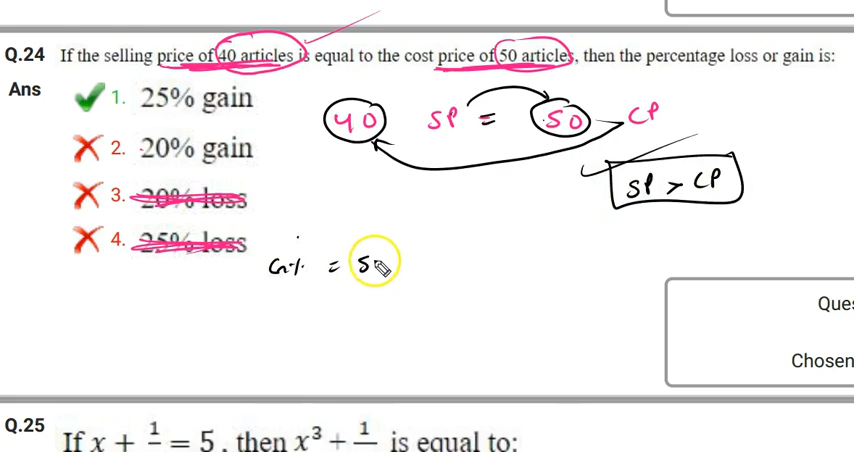 Q.24 If the selling price of 40 articles is equal to the cost price of 50 articles, then the percentage loss or gain is:
Ans
1. 25% gain
40 SP = 50 CP
2. 20% gain
SP > CP
3. 20% loss
4. 25% loss
G% = S
Ques
Chosen
Q.25 If x + 1 = 5, then x³ + 1 is equal to: